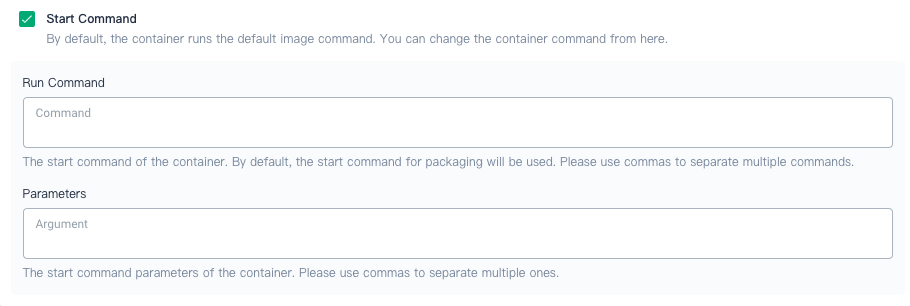 Start Command
By default, the container runs the default image command. You can change the container command from here.
Run Command
Command
The start command of the container. By default, the start command for packaging will be used. Please use commas to separate multiple commands.
Parameters
Argument
The start command parameters of the container. Please use commas to separate multiple ones.